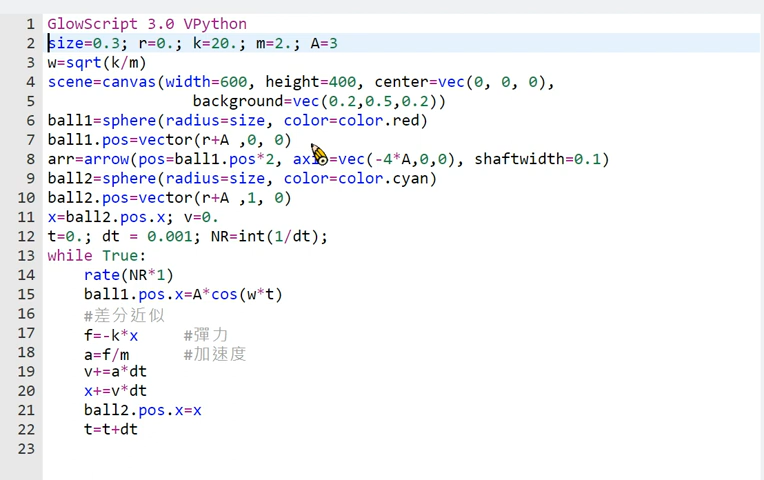 1 GlowScript 3.0 VPython
2 size=0.3; r=0.; k=20.; m=2.; A=3
3 w=sqrt(k/m)
4 scene=canvas(width=600, height=400, center=vec(0, 0, 0),
5 background=vec(0.2,0.5,0.2))
6 ball1=sphere(radius=size, color=color.red)
7 ball1.pos=vector(r+A ,0, 0)
8 arr=arrow(pos=ball1.pos*2, axis=vec(-4*A,0,0), shaftwidth=0.1)
9 ball2=sphere(radius=size, color=color.cyan)
10 ball2.pos=vector(r+A ,1, 0)
11 x=ball2.pos.x; v=0.
12 t=0.; dt = 0.001; NR=int(1/dt);
13 while True:
14 rate(NR*1)
15 ball1.pos.x=A*cos(w*t)
16 #差分近似
17 f=-k*x #彈力
18 a=f/m #加速度
19 v+=a*dt
20 x+=v*dt
21 ball2.pos.x=x
22 t=t+dt
23